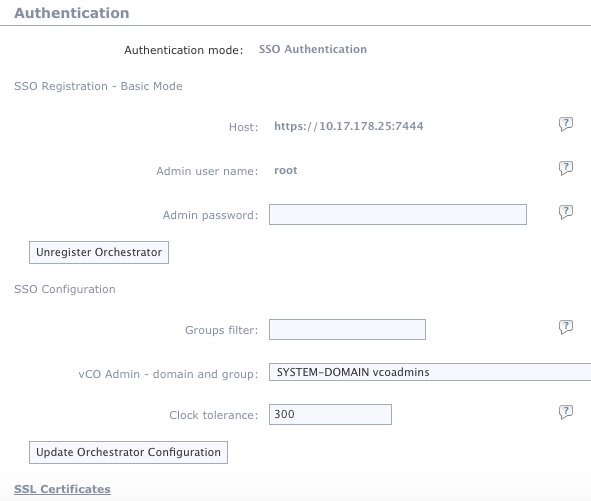 Authentication
Authentication mode: SSO Authentication
SSO Registration - Basic Mode
Host: https://10.17.178.25:7444 ?
Admin user name: root ?
Admin password: ?
Unregister Orchestrator
SSO Configuration
Groups filter: ?
vCO Admin - domain and group: SYSTEM-DOMAIN vcoadmins
Clock tolerance: 300 ?
Update Orchestrator Configuration
SSL Certificates